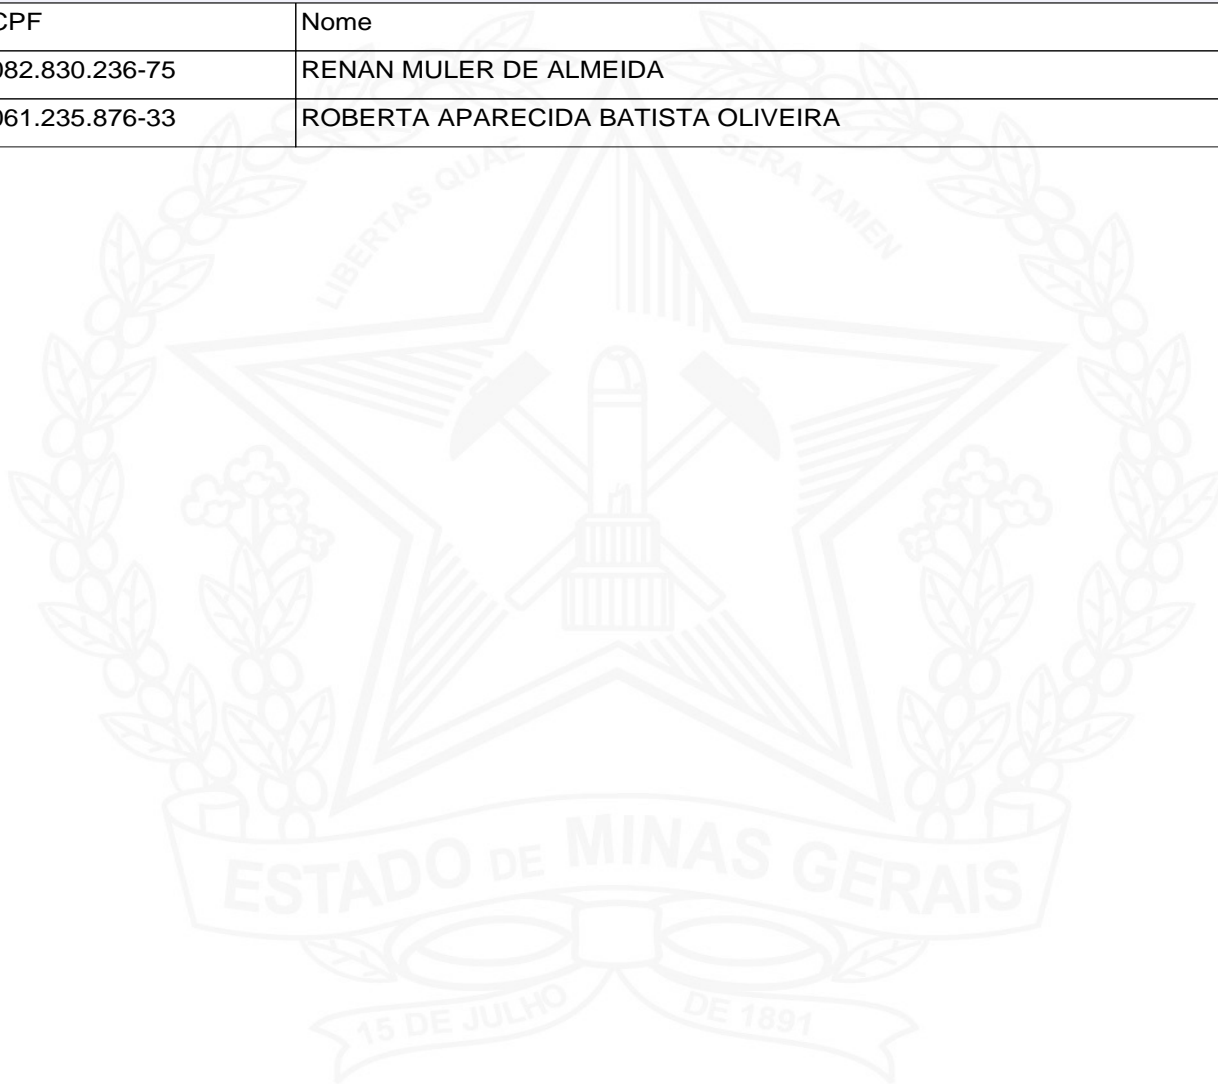 CPF Nome
082.830.236-75 RENAN MULER DE ALMEIDA
061.235.876-33 ROBERTA APARECIDA BATISTA OLIVEIRA
LIBERTAS QUAE SERA TAMEN
ESTADO DE MINAS GERAIS
15 DE JULHO DE 1891